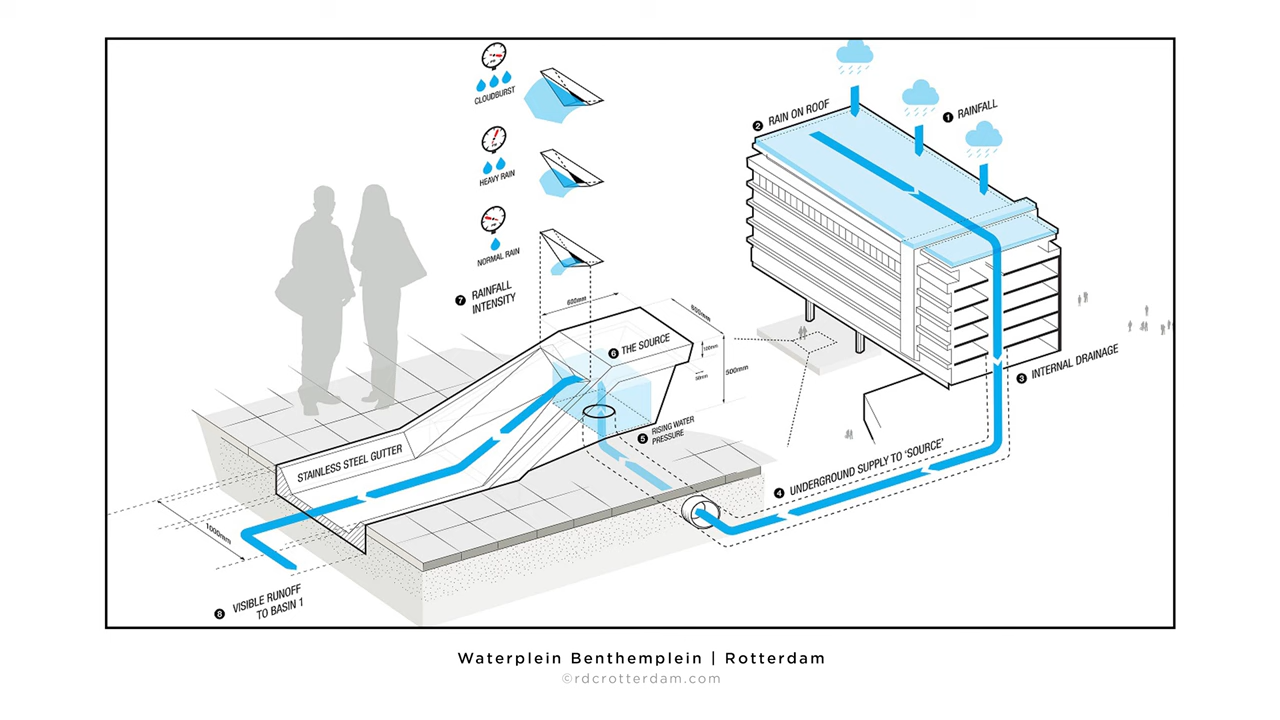 CLOUDBURST
HEAVY RAIN
NORMAL RAIN
7 RAINFALL
INTENSITY
2 RAIN ON ROOF
1 RAINFALL
600mm
600mm
100mm
50mm
500mm
6 THE SOURCE
3 INTERNAL DRAINAGE
5 RISING WATER
PRESSURE
STAINLESS STEEL GUTTER
4 UNDERGROUND SUPPLY TO 'SOURCE'
1000mm
8 VISIBLE RUNOFF
TO BASIN 1
Waterplein Benthemplein | Rotterdam
©rdcrotterdam.com